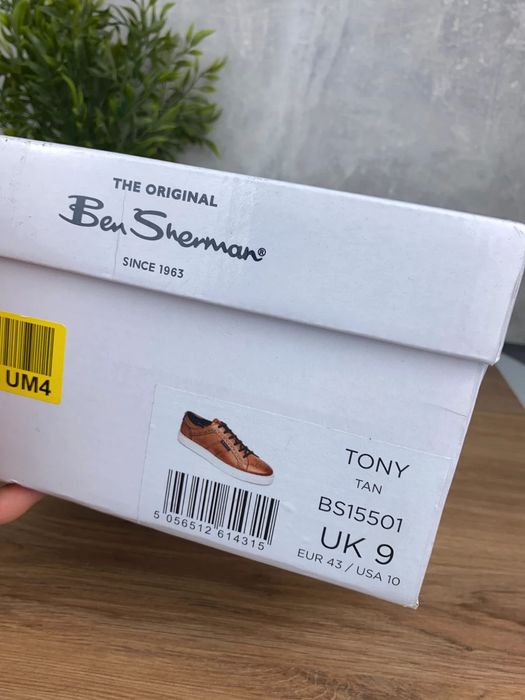 THE ORIGINAL
Ben Sherman®
SINCE 1963
UM4
TONY
TAN
BS15501
UK 9
EUR 43 / USA 10
5 056512 614315